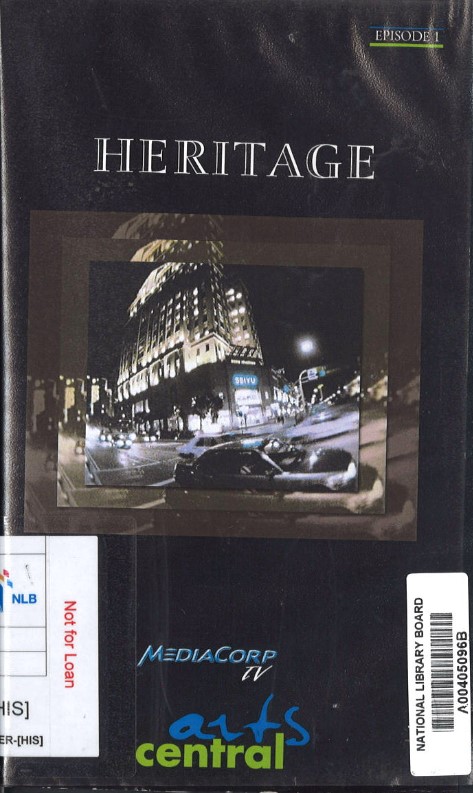 EPISODE 1
HERITAGE
NLB
Not for Loan
HIS]
ER-[HIS]
MEDIACORP
TV
arts
central
NATIONAL LIBRARY BOARD
A00405096B